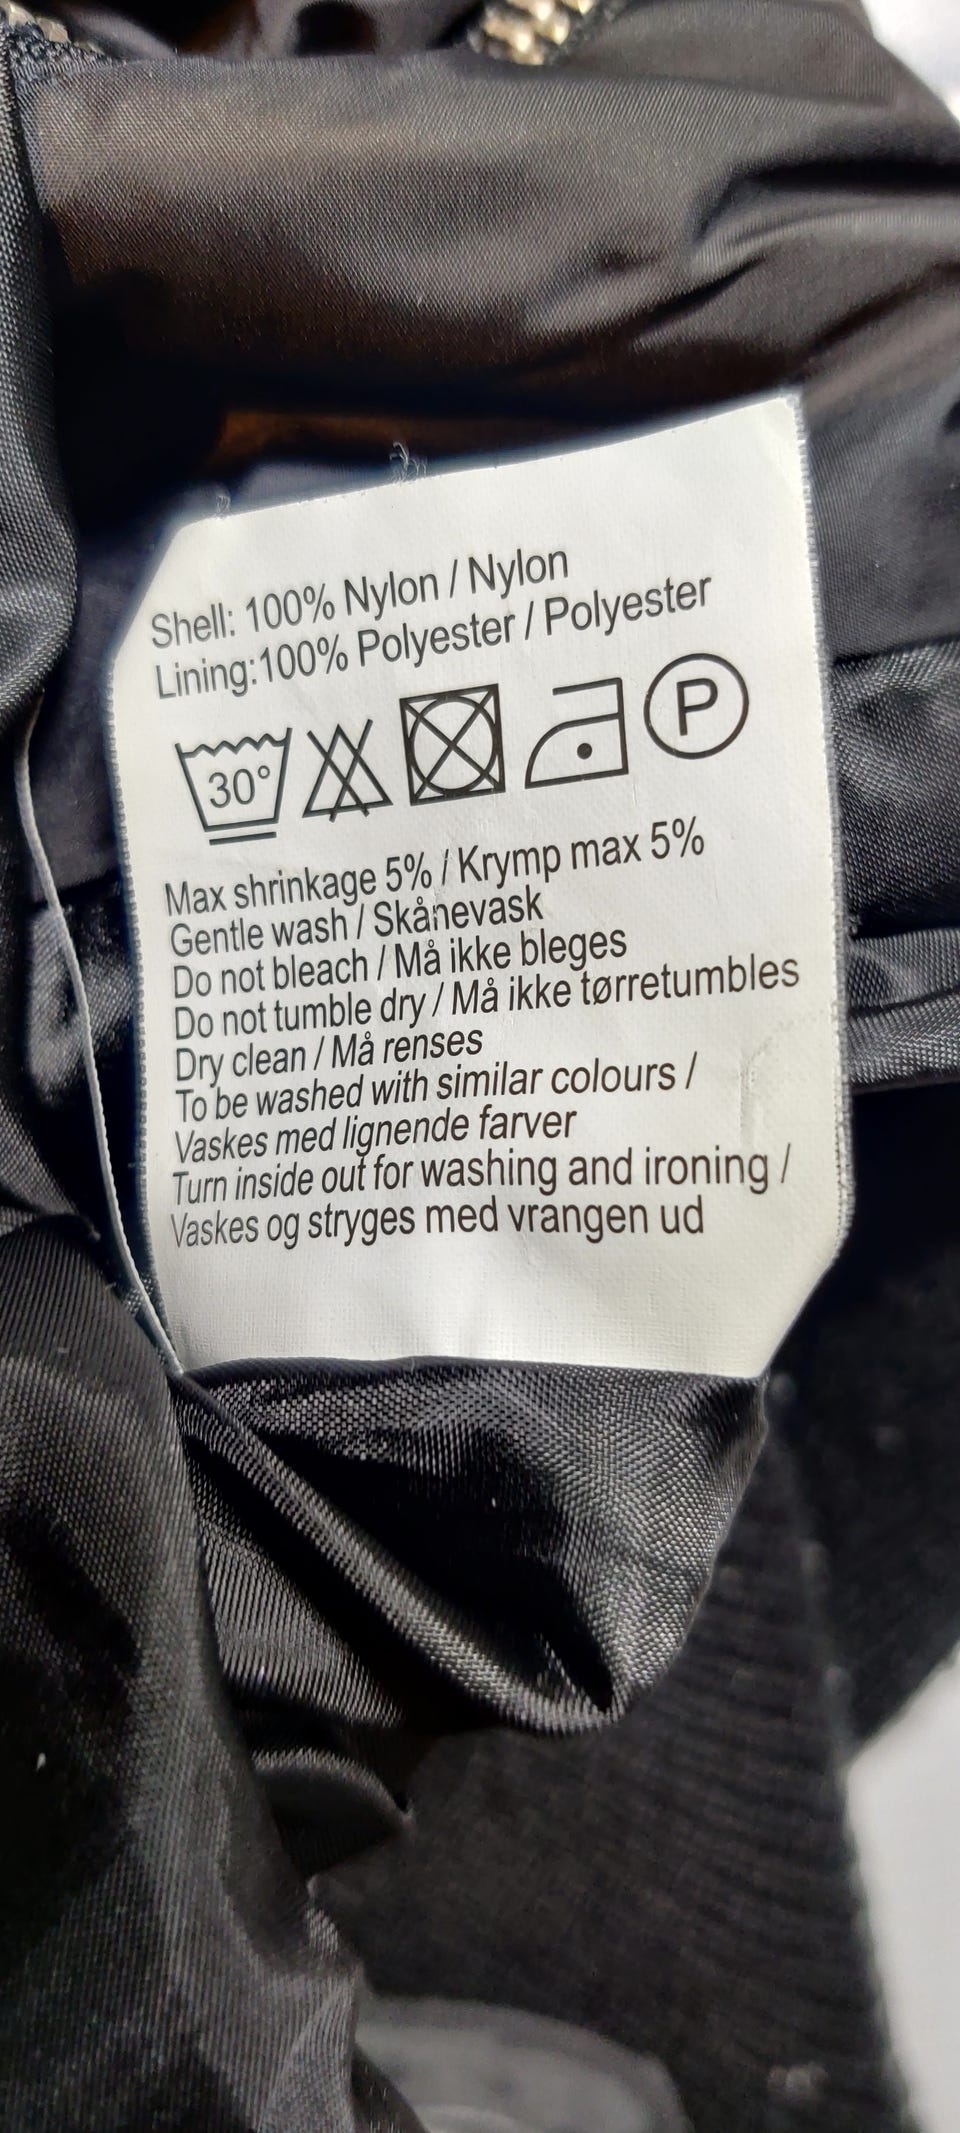 Shell: 100% Nylon / Nylon
Lining:100% Polyester / Polyester
30° P
Max shrinkage 5% / Krymp max 5%
Gentle wash / Skånevask
Do not bleach / Må ikke bleges
Do not tumble dry / Må ikke tørretumbles
Dry clean / Må renses
To be washed with similar colours /
Vaskes med lignende farver
Turn inside out for washing and ironing /
Vaskes og stryges med vrangen ud